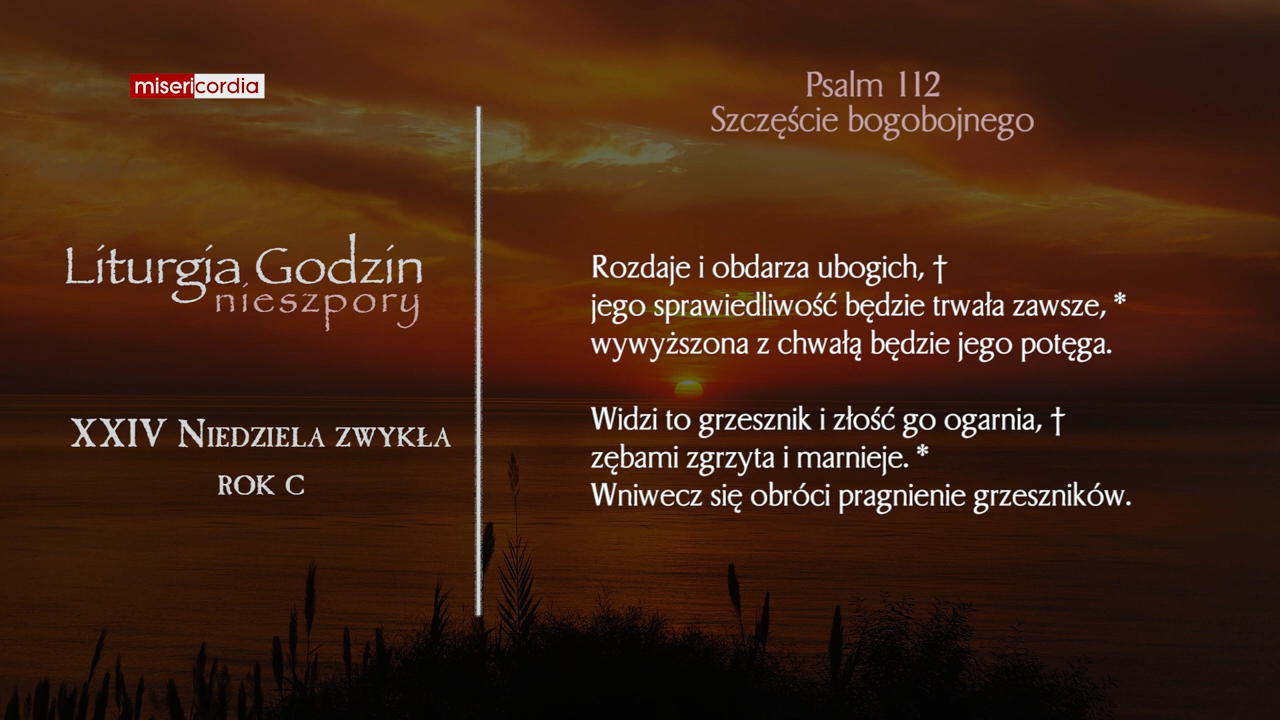 misericordia
Liturgia Godzin
nieszpory
XXIV Niedziela zwykła
rok C
Psalm 112
Szczęście bogobojnego
Rozdaje i obdarza ubogich, †
jego sprawiedliwość będzie trwała zawsze, *
wywyższona z chwałą będzie jego potęga.
Widzi to grzesznik i złość go ogarnia, †
zębami zgrzyta i marnieje. *
Wniwecz się obróci pragnienie grzeszników.